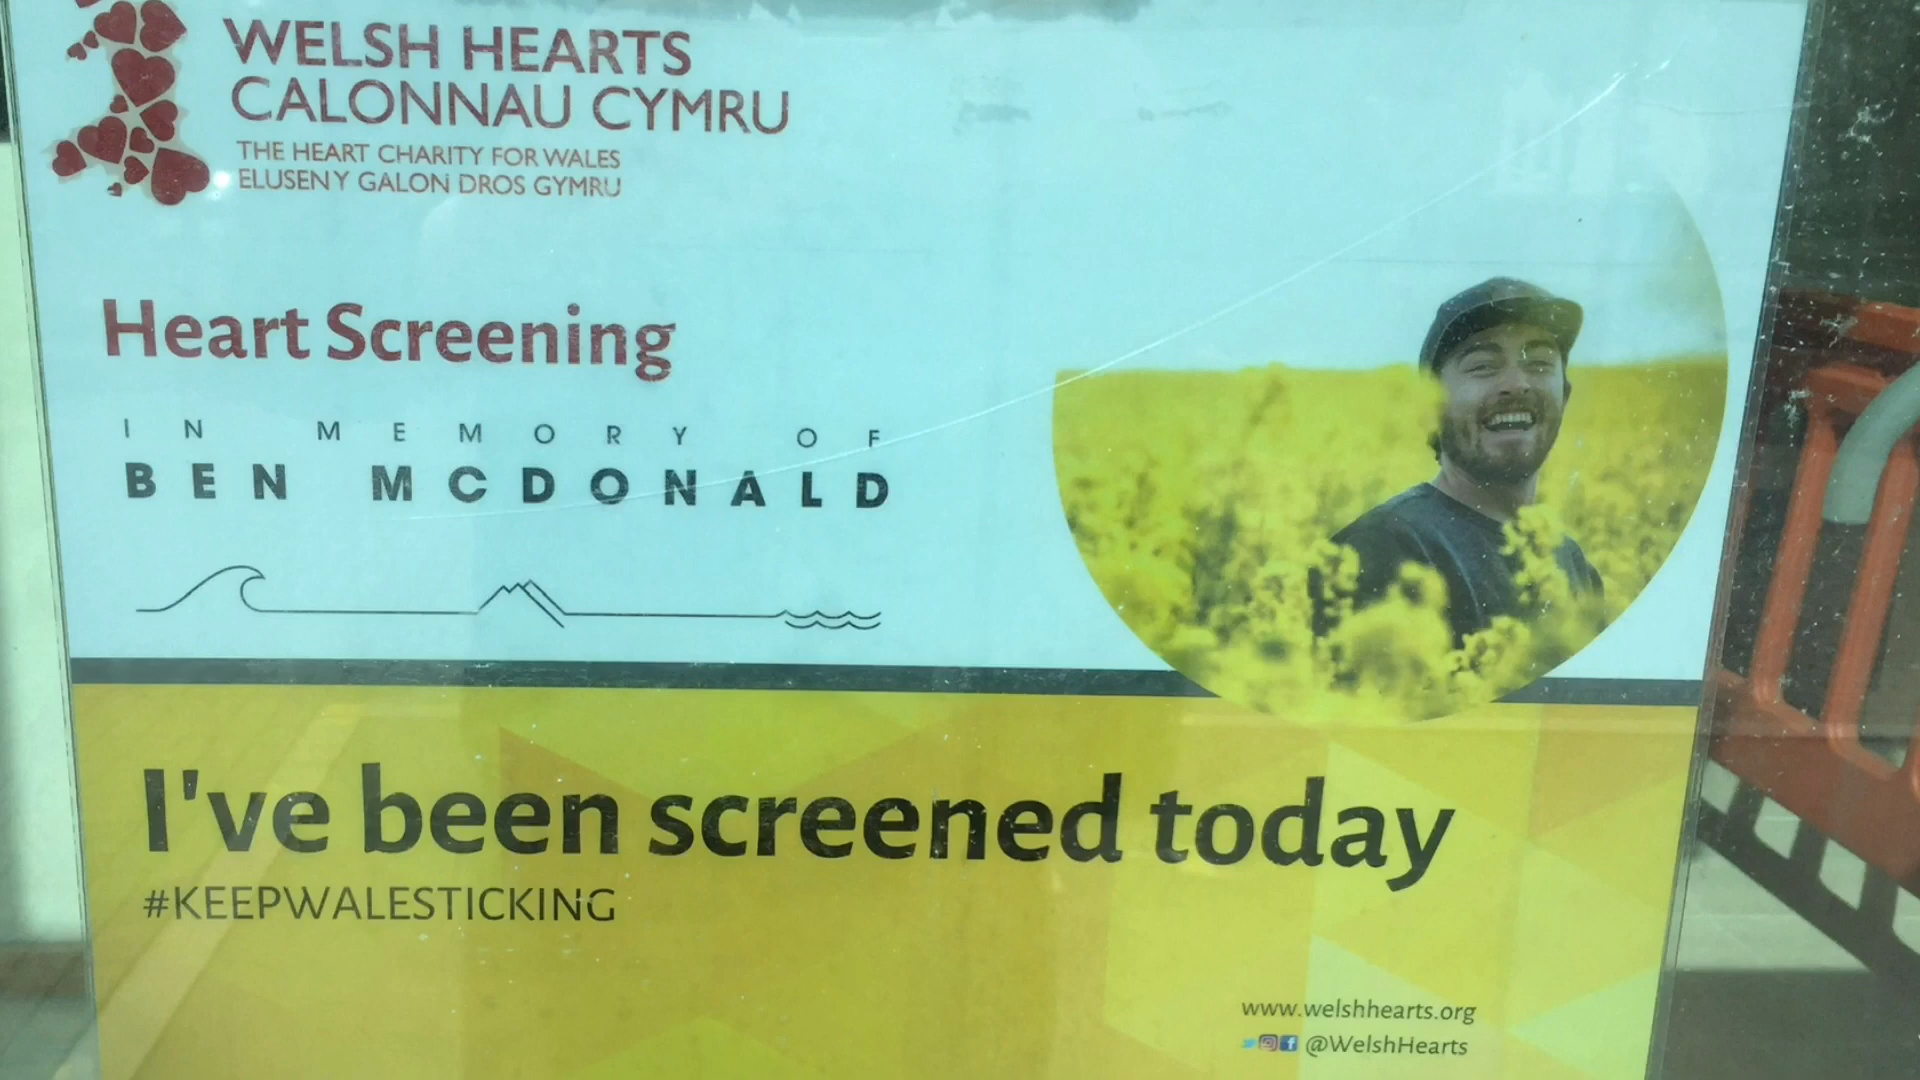 WELSH HEARTS
CALONNAU CYMRU
THE HEART CHARITY FOR WALES
ELUSEN Y GALON DROS GYMRU
Heart Screening
IN MEMORY OF
BEN MCDONALD
I've been screened today
#KEEPWALESTICKING
www.welshhearts.org
@WelshHearts